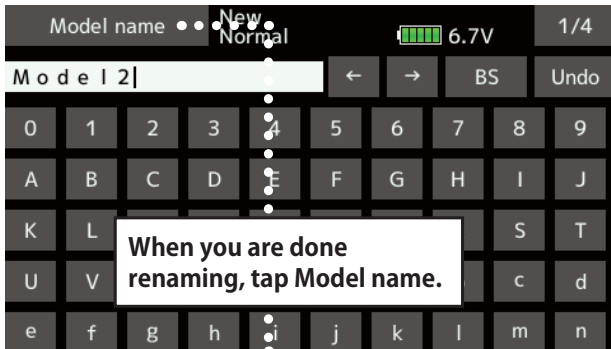 Model name
New
Normal
6.7V
1/4
Model2
← → BS Undo
0 1 2 3 4 5 6 7 8 9
A B C D E F G H I J
K L S T
When you are done
renaming, tap Model name.
U V c d
e f g h i j k l m n